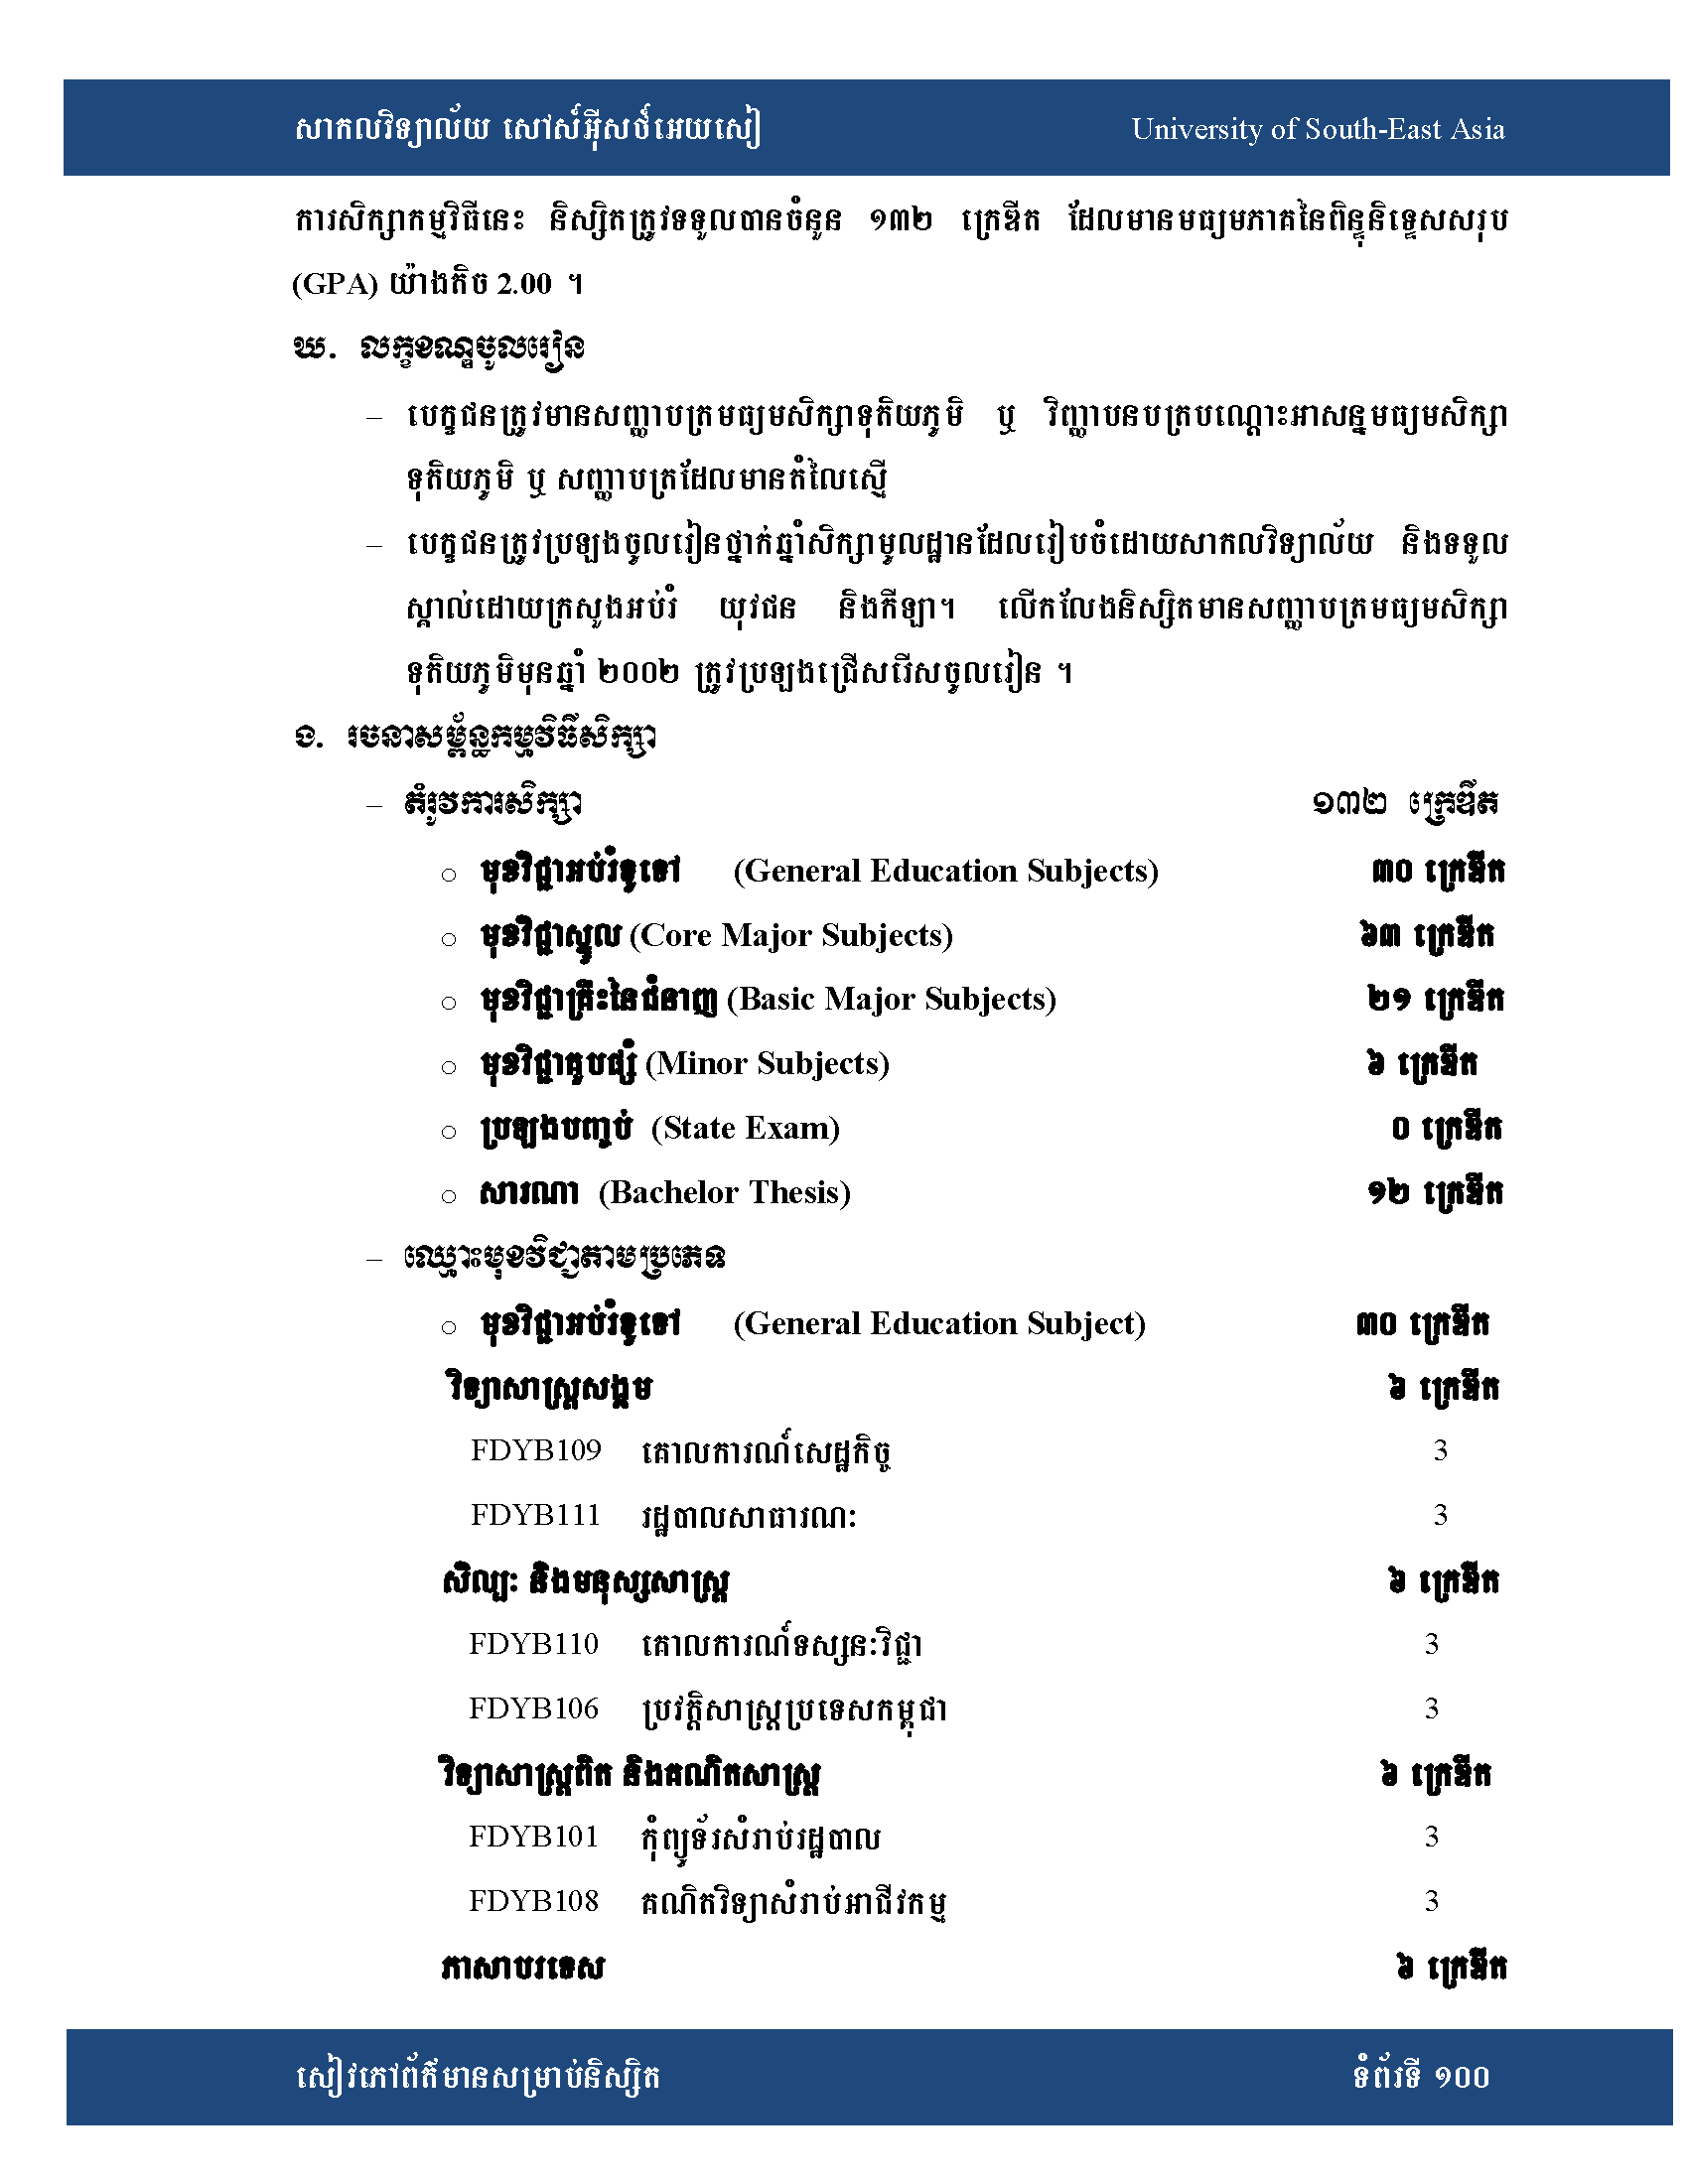 សាកលវិទ្យាល័យ សៅស៍អ៊ីសថ៍អេយសៀ University of South-East Asia
ការសិក្សាកម្មវិធីនេះ និស្សិតត្រូវទទួលបានចំនួន ១៣២ ក្រេឌីត ដែលមានមធ្យមភាគនៃពិន្ទុនិទ្ទេសសរុប
(GPA) យ៉ាងតិច 2.00 ។
ឃ. លក្ខខណ្ឌចូលរៀន
– បេក្ខជនត្រូវមានសញ្ញាបត្រមធ្យមសិក្សាទុតិយភូមិ ឬ វិញ្ញាបនបត្របណ្តោះអាសន្នមធ្យមសិក្សា
ទុតិយភូមិ ឬ សញ្ញាបត្រដែលមានតំលៃស្មើ
– បេក្ខជនត្រូវប្រឡងចូលរៀនថ្នាក់ឆ្នាំសិក្សាមូលដ្ឋានដែលរៀបចំដោយសាកលវិទ្យាល័យ និងទទួល
ស្គាល់ដោយក្រសួងអប់រំ យុវជន និងកីឡា។ លើកលែងនិស្សិតមានសញ្ញាបត្រមធ្យមសិក្សា
ទុតិយភូមិមុនឆ្នាំ ២០០២ ត្រូវប្រឡងជ្រើសរើសចូលរៀន ។
ង. រចនាសម្ព័ន្ធកម្មវិធីសិក្សា
– តំរូវការសិក្សា ១៣២ ក្រេឌីត
o មុខវិជ្ជាអប់រំទូទៅ (General Education Subjects) ៣០ ក្រេឌីត
o មុខវិជ្ជាស្នូល (Core Major Subjects) ៦៣ ក្រេឌីត
o មុខវិជ្ជាគ្រឹះនៃជំនាញ (Basic Major Subjects) ២១ ក្រេឌីត
o មុខវិជ្ជាគូបផ្សំ (Minor Subjects) ៦ ក្រេឌីត
o ប្រឡងបញ្ចប់ (State Exam) ០ ក្រេឌីត
o សារណា (Bachelor Thesis) ១២ ក្រេឌីត
– ឈ្មោះមុខវិជ្ជាតាមប្រភេទ
o មុខវិជ្ជាអប់រំទូទៅ (General Education Subject) ៣០ ក្រេឌីត
វិទ្យាសាស្ត្រសង្គម ៦ ក្រេឌីត
FDYB109 គោលការណ៍សេដ្ឋកិច្ច 3
FDYB111 រដ្ឋបាលសាធារណៈ 3
សិល្បៈ និងមនុស្សសាស្ត្រ ៦ ក្រេឌីត
FDYB110 គោលការណ៍ទស្សនៈវិជ្ជា 3
FDYB106 ប្រវត្តិសាស្ត្រប្រទេសកម្ពុជា 3
វិទ្យាសាស្ត្រពិត និងគណិតសាស្ត្រ ៦ ក្រេឌីត
FDYB101 កុំព្យូទ័រសំរាប់រដ្ឋបាល 3
FDYB108 គណិតវិទ្យាសំរាប់អាជីវកម្ម 3
ភាសាបរទេស ៦ ក្រេឌីត
សៀវភៅព័ត៌មានសម្រាប់និស្សិត ទំព័រទី ១០០